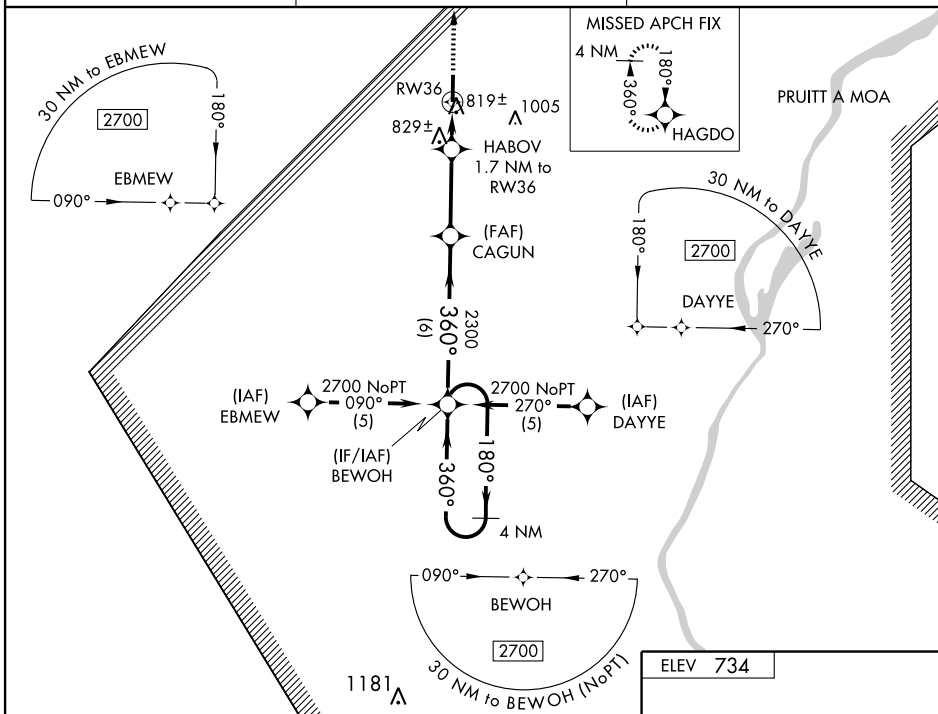 MISSED APCH FIX
4 NM
180°
360°
HAGDO
30 NM to EBMEW
2700
180°
EBMEW
090°
RW36
819±
1005
829±
HABOV
1.7 NM to
RW36
PRUITT A MOA
(FAF)
CAGUN
30 NM to DAYYE
180°
2700
DAYYE
270°
2300
360°
(6)
(IAF)
EBMEW
2700 NoPT
090°
(5)
2700 NoPT
270°
(5)
(IAF)
DAYYE
(IF/IAF)
BEWOH
360°
180°
4 NM
090°
270°
BEWOH
2700
30 NM to BEWOH (NoPT)
1181
ELEV 734